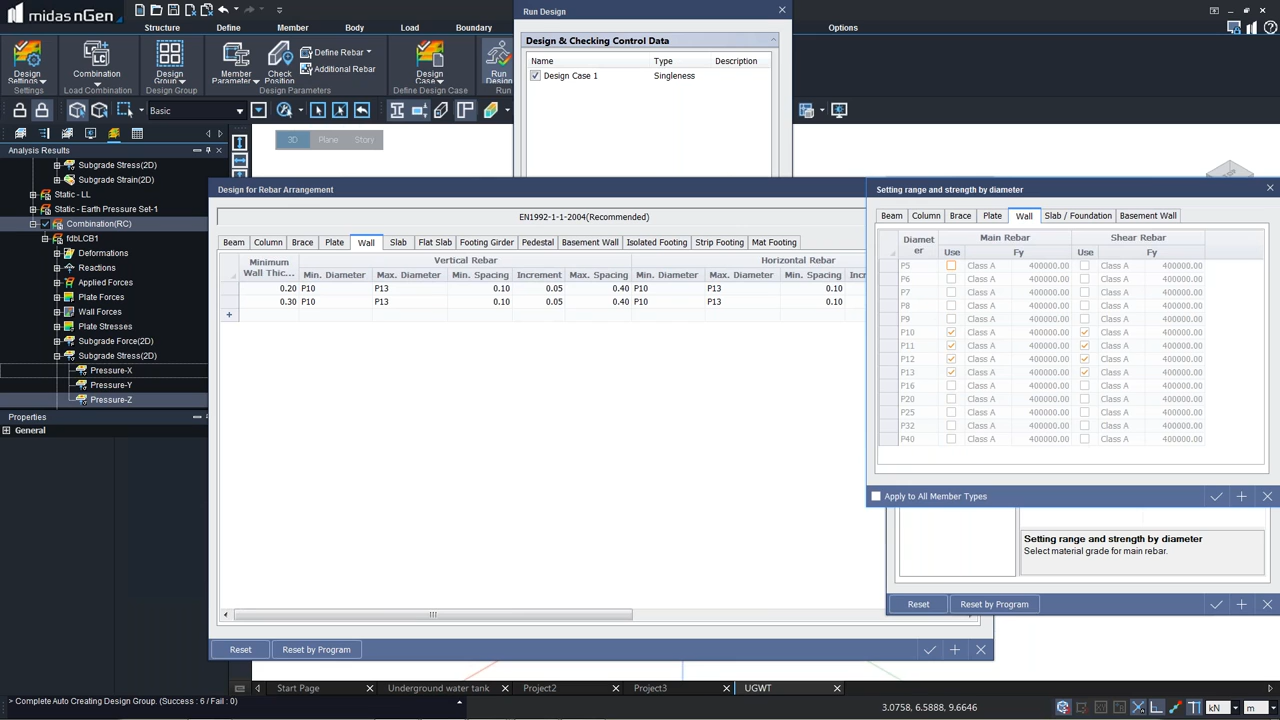 midas nGen
Structure Define Boundary Load Options
Design Settings
Combination
Design Group
Member Parameter
Check Position
Define Rebar
Additional Rebar
Design Case
Run Design
Settings Load Combination Design Group Design Parameters Define Design Case Run
Basic
3D Plane Story
Run Design
Design & Checking Control Data
Name Type Description
Design Case 1 Singleness
Analysis Results
Subgrade Stress(2D)
Subgrade Strain(2D)
Static - LL
Static - Earth Pressure Set-1
Combination(RC)
fdbLCB1
Deformations
Reactions
Applied Forces
Plate Forces
Wall Forces
Plate Stresses
Subgrade Force(2D)
Subgrade Stress(2D)
Pressure-X
Pressure-Y
Pressure-Z
Properties
General
Design for Rebar Arrangement
EN1992-1-1-2004(Recommended)
Beam Column Brace Plate Wall Slab Flat Slab Footing Girder Pedestal Basement Wall Isolated Footing Strip Footing Mat Footing
Minimum Wall Thic... Vertical Rebar Horizontal Rebar
Min. Diameter Max. Diameter Min. Spacing Increment Max. Spacing Min. Diameter Max. Diameter Min. Spacing
0.20 P10 P13 0.10 0.05 0.40 P10 P13 0.10
0.30 P10 P13 0.10 0.05 0.40 P10 P13 0.10
Reset Reset by Program
Setting range and strength by diameter
Beam Column Brace Plate Wall Slab / Foundation Basement Wall
Diamet er Main Rebar Shear Rebar
Use Fy Use Fy
P5 Class A 400000.00 Class A 400000.00
P6 Class A 400000.00 Class A 400000.00
P7 Class A 400000.00 Class A 400000.00
P8 Class A 400000.00 Class A 400000.00
P9 Class A 400000.00 Class A 400000.00
P10 Class A 400000.00 Class A 400000.00
P11 Class A 400000.00 Class A 400000.00
P12 Class A 400000.00 Class A 400000.00
P13 Class A 400000.00 Class A 400000.00
P16 Class A 400000.00 Class A 400000.00
P20 Class A 400000.00 Class A 400000.00
P25 Class A 400000.00 Class A 400000.00
P32 Class A 400000.00 Class A 400000.00
P40 Class A 400000.00 Class A 400000.00
Apply to All Member Types
Setting range and strength by diameter
Select material grade for main rebar.
Reset Reset by Program
Start Page Underground water tank Project2 Project3 UGWT
> Complete Auto Creating Design Group. (Success : 6 / Fail : 0)
3.0758, 6.5888, 9.6646
kN m